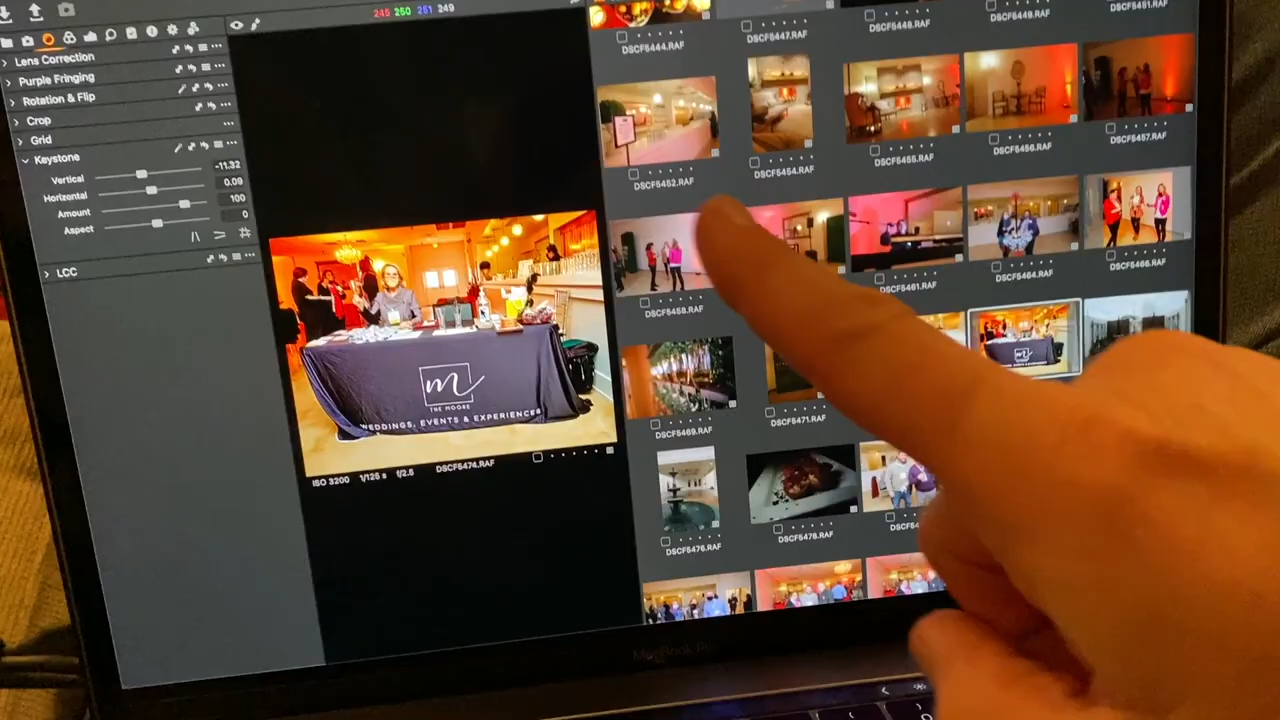 245 250 251 249
Lens Correction
Purple Fringing
Rotation & Flip
Crop
Grid
Keystone
Vertical -11.32
Horizontal 0.09
Amount 100
Aspect 0
LCC
m
THE MOORE
WEDDINGS, EVENTS & EXPERIENCES
ISO 3200 1/125 s f/2.5 DSCF5474.RAF
DSCF5444.RAF
DSCF5447.RAF
DSCF5448.RAF
DSCF5449.RAF
DSCF5451.RAF
DSCF5452.RAF
DSCF5454.RAF
DSCF5455.RAF
DSCF5456.RAF
DSCF5457.RAF
DSCF5458.RAF
DSCF5461.RAF
DSCF5464.RAF
DSCF5466.RAF
DSCF5469.RAF
DSCF5471.RAF
DSCF5476.RAF
DSCF5478.RAF
MacBook Pro